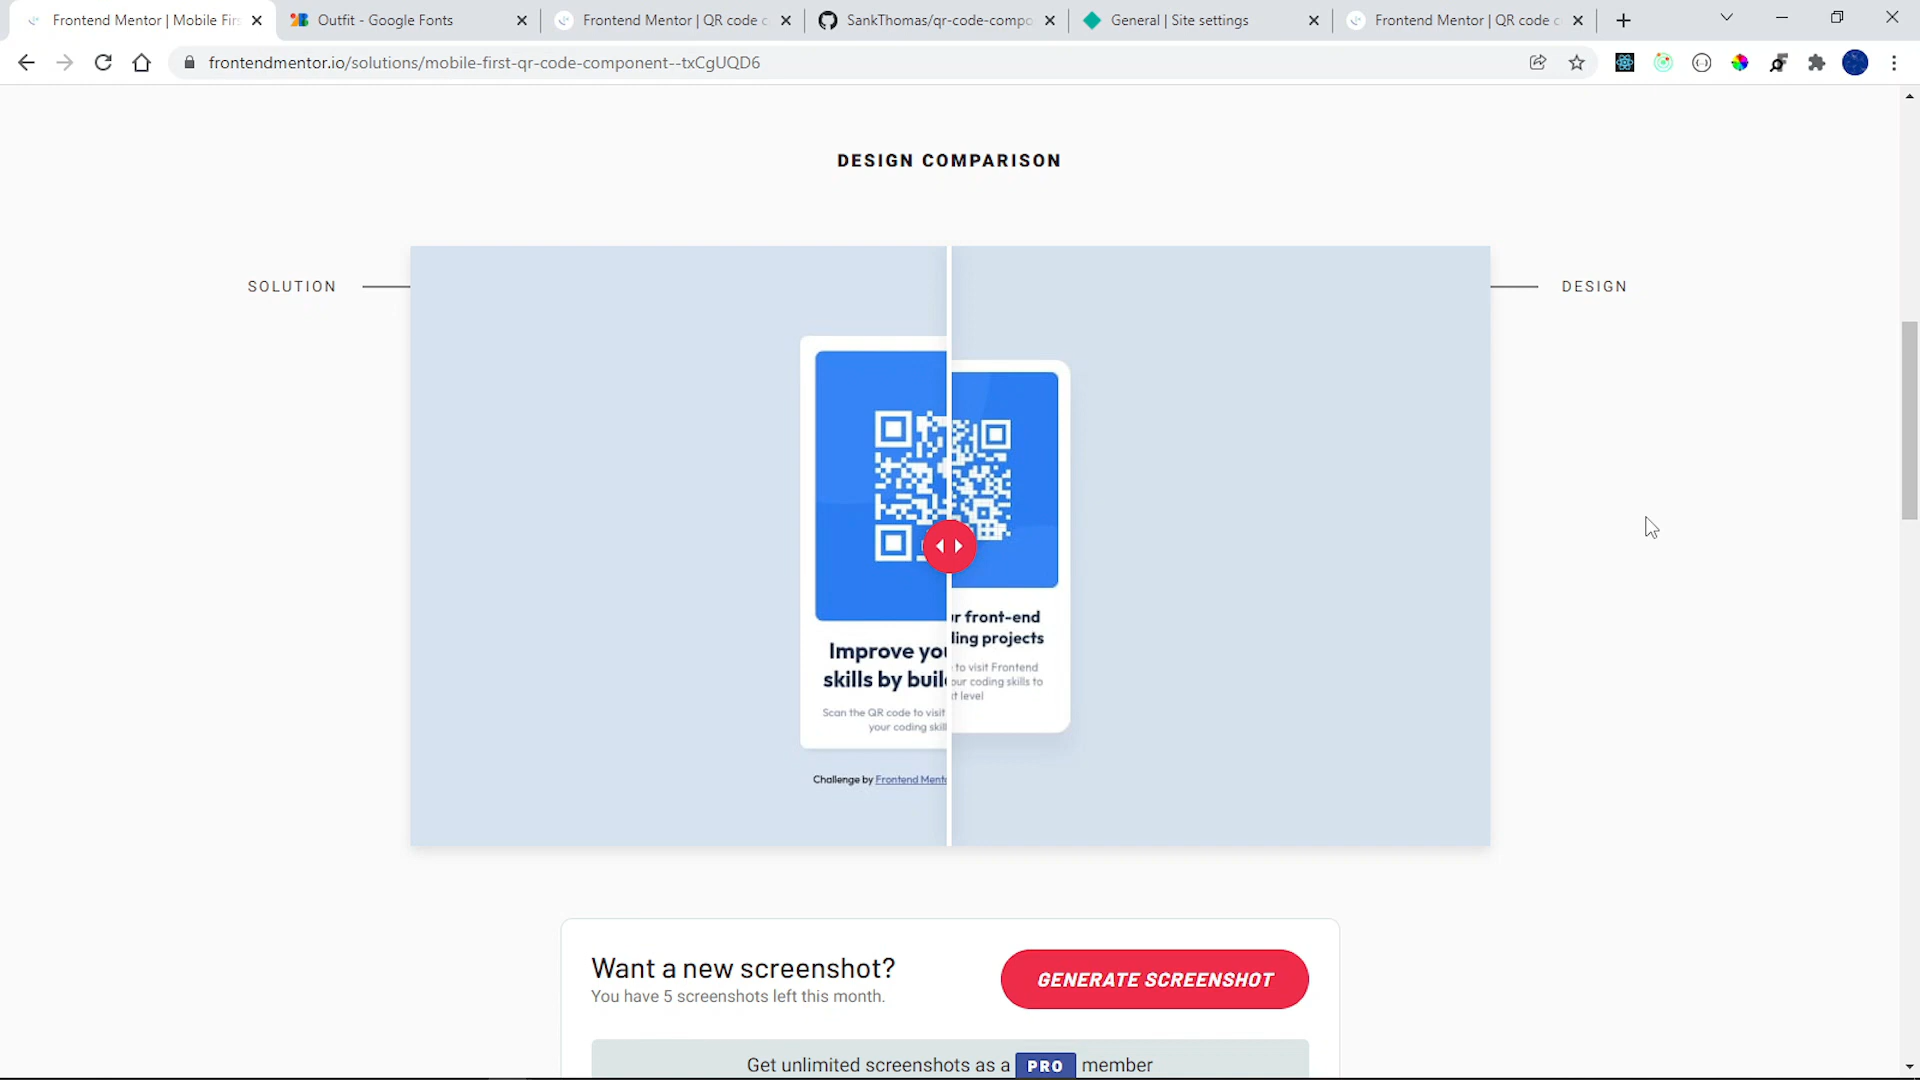 Frontend Mentor | Mobile Fir
Outfit - Google Fonts
Frontend Mentor | QR code c
SankThomas/qr-code-compo
General | Site settings
Frontend Mentor | QR code c
frontendmentor.io/solutions/mobile-first-qr-code-component--txCgUQD6
DESIGN COMPARISON
SOLUTION
DESIGN
Improve you
skills by build
Scan the QR code to visit
your coding skill
Challenge by Frontend Mento
r front-end
ling projects
to visit Frontend
our coding skills to
t level
Want a new screenshot?
You have 5 screenshots left this month.
GENERATE SCREENSHOT
Get unlimited screenshots as a PRO member